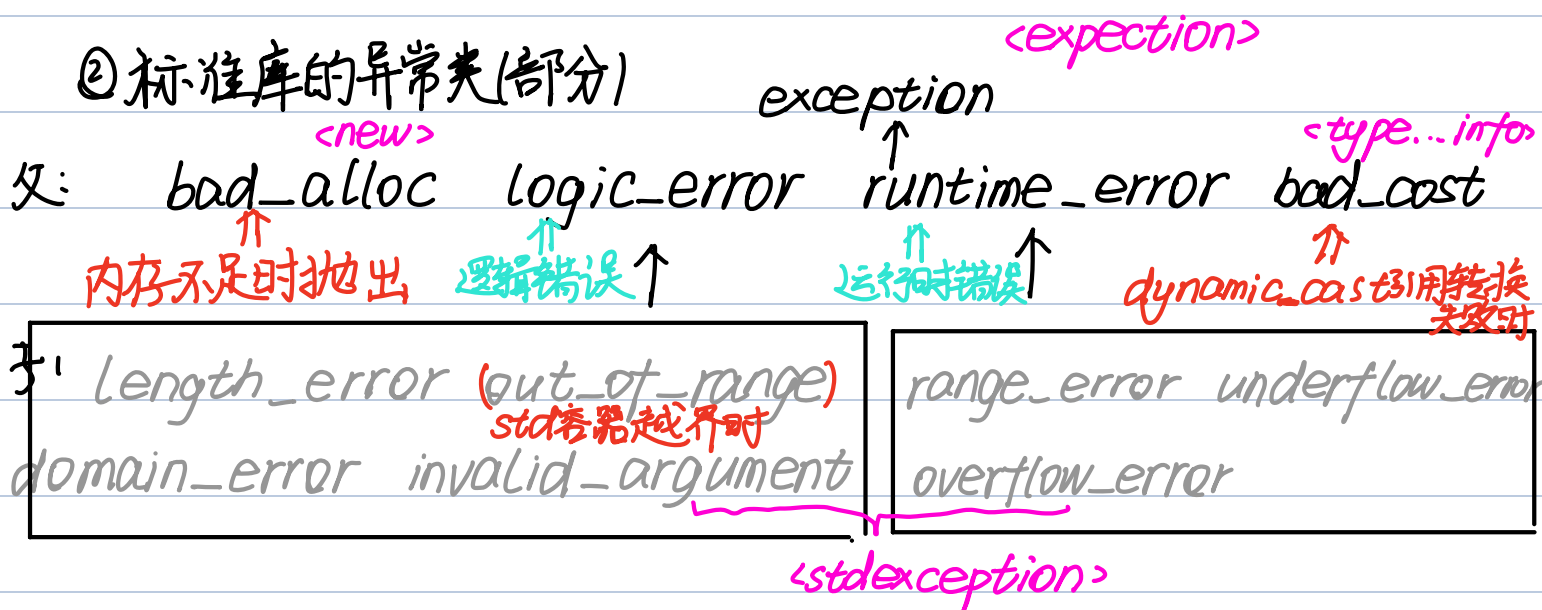 <expection>
②标准库的异常类(部分)
exception
<new>
<type...info>
父: bad_alloc logic_error runtime_error bad_cast
内存不足时抛出 逻辑错误 运行时错误 dynamic_cast引用转换
失败时
子: length_error (out_of_range) range_error underflow_error
std容器越界时
domain_error invalid_argument overflow_error
<stdexception>